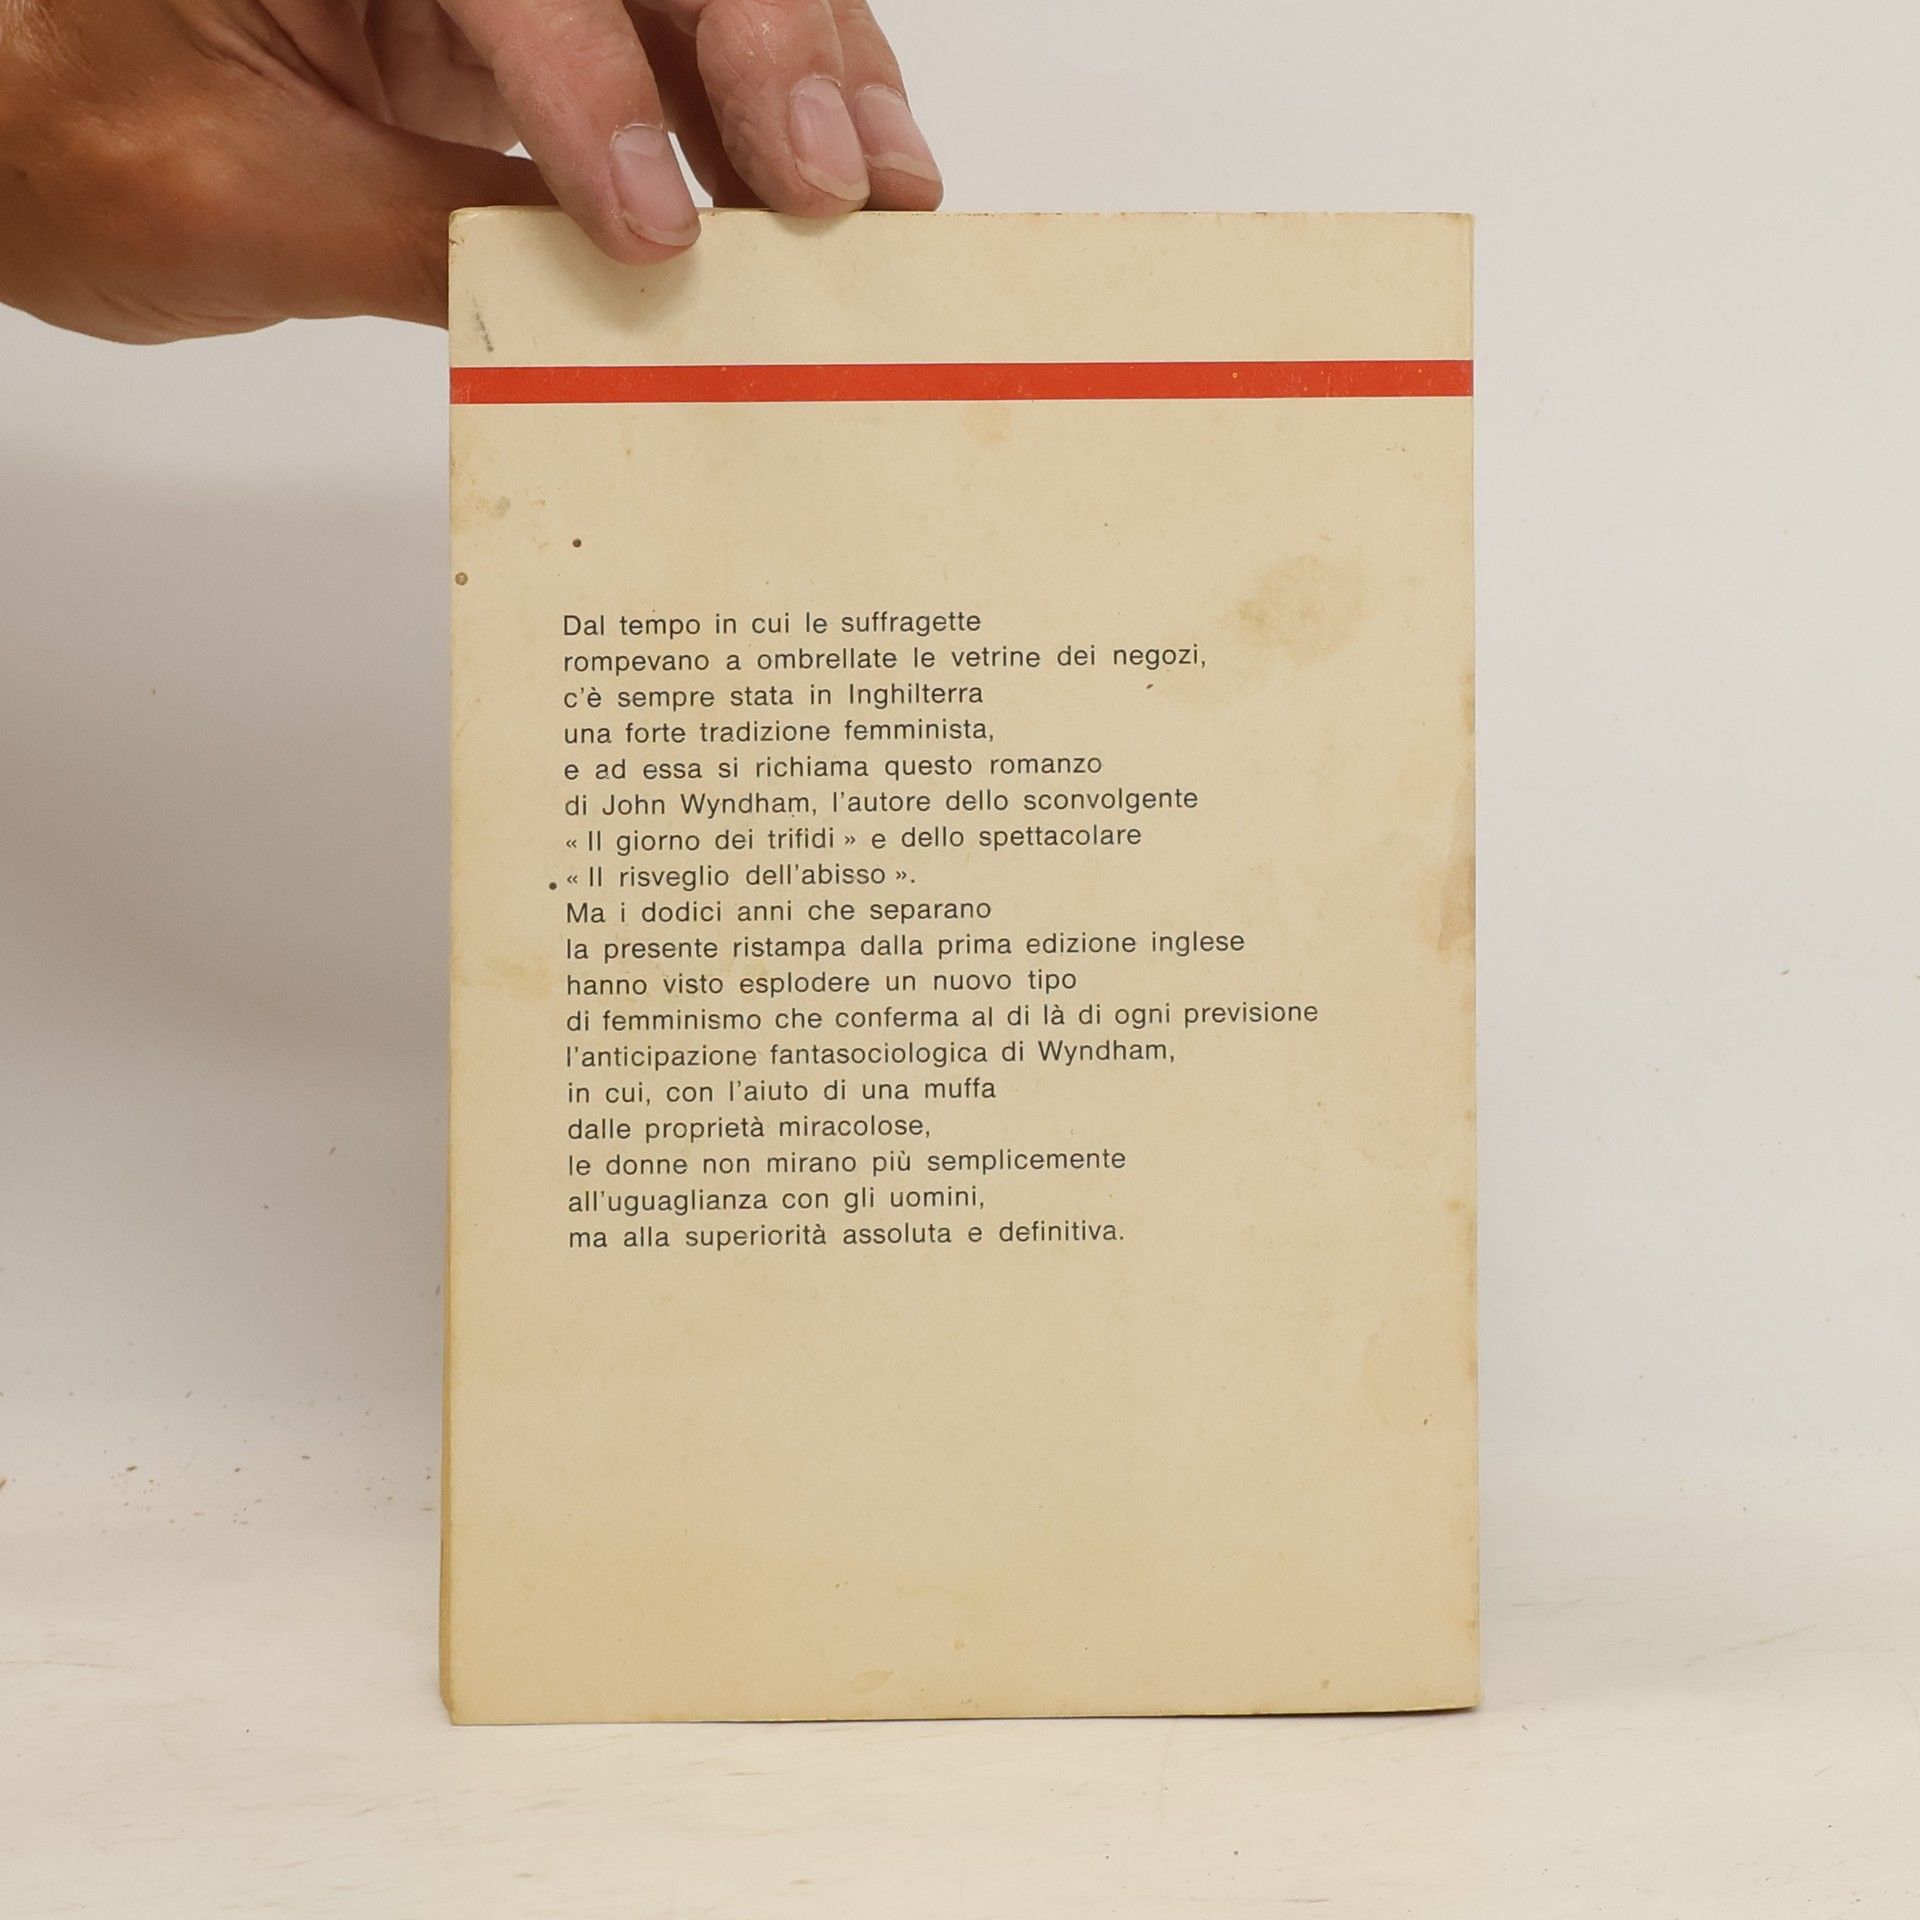 Dal tempo in cui le suffragette
rompevano a ombrellate le vetrine dei negozi,
c'è sempre stata in Inghilterra
una forte tradizione femminista,
e ad essa si richiama questo romanzo
di John Wyndham, l'autore dello sconvolgente
« Il giorno dei trifidi » e dello spettacolare
« Il risveglio dell'abisso ».
Ma i dodici anni che separano
la presente ristampa dalla prima edizione inglese
hanno visto esplodere un nuovo tipo
di femminismo che conferma al di là di ogni previsione
l'anticipazione fantasociologica di Wyndham,
in cui, con l'aiuto di una muffa
dalle proprietà miracolose,
le donne non mirano più semplicemente
all'uguaglianza con gli uomini,
ma alla superiorità assoluta e definitiva.